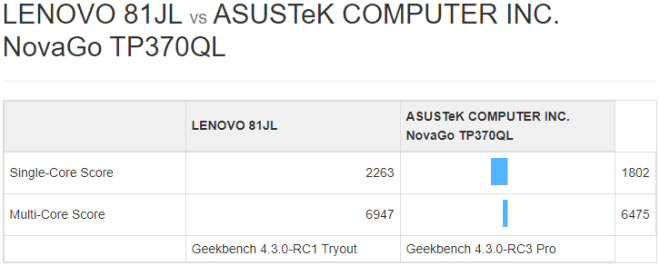 LENOVO 81JL vs ASUSTeK COMPUTER INC.
NovaGo TP370QL
LENOVO 81JL ASUSTeK COMPUTER INC.
NovaGo TP370QL
Single-Core Score 2263 1802
Multi-Core Score 6947 6475
Geekbench 4.3.0-RC1 Tryout Geekbench 4.3.0-RC3 Pro